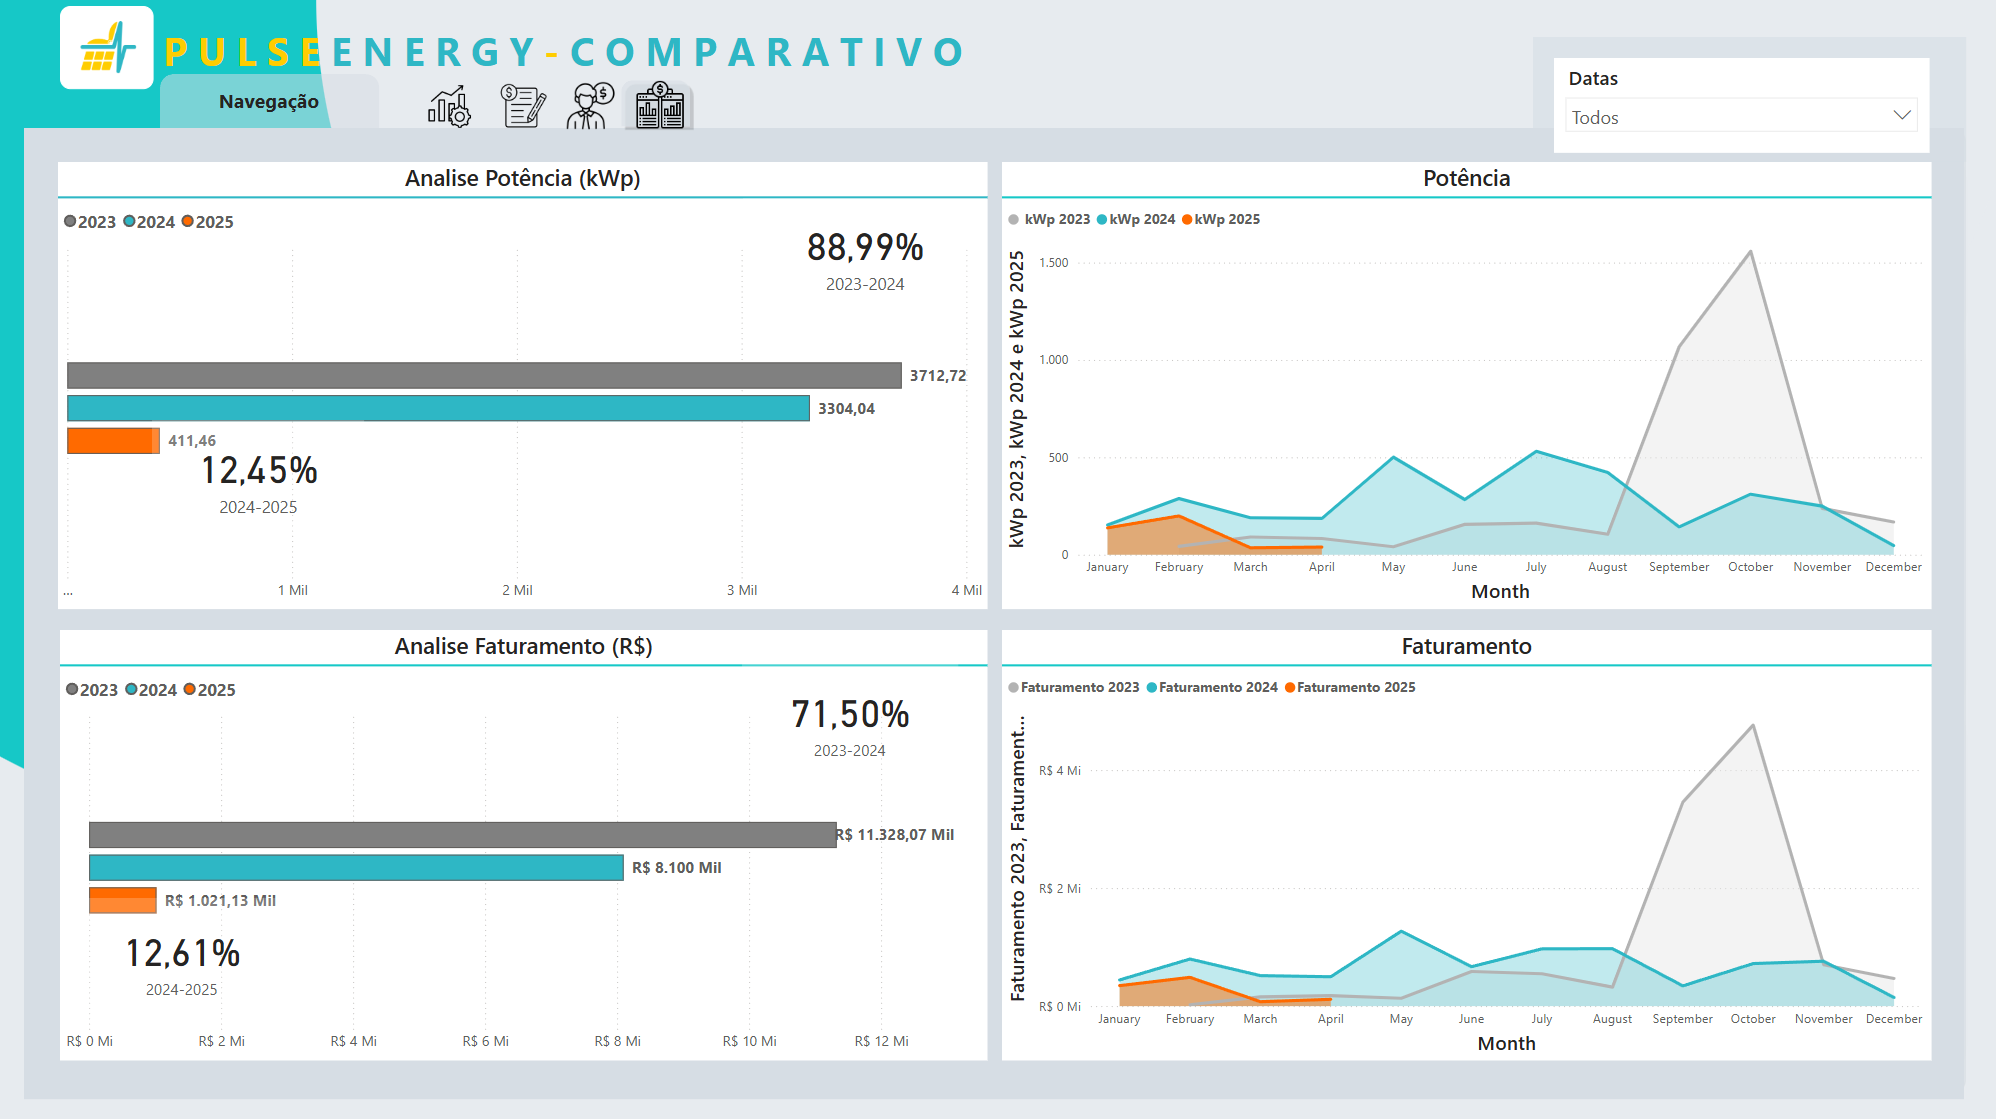 PULSEENERGY-COMPARATIVO
Navegação
Datas
Todos
Analise Potência (kWp)
2023 2024 2025
88,99%
2023-2024
3712,72
3304,04
411,46
12,45%
2024-2025
... 1 Mil 2 Mil 3 Mil 4 Mil
Potência
kWp 2023 kWp 2024 kWp 2025
kWp 2023, kWp 2024 e kWp 2025
1.500
1.000
500
0
January February March April May June July August September October November December
Month
Analise Faturamento (R$)
2023 2024 2025
71,50%
2023-2024
R$ 11.328,07 Mil
R$ 8.100 Mil
R$ 1.021,13 Mil
12,61%
2024-2025
R$ 0 Mi R$ 2 Mi R$ 4 Mi R$ 6 Mi R$ 8 Mi R$ 10 Mi R$ 12 Mi
Faturamento
Faturamento 2023 Faturamento 2024 Faturamento 2025
Faturamento 2023, Faturament...
R$ 4 Mi
R$ 2 Mi
R$ 0 Mi
January February March April May June July August September October November December
Month